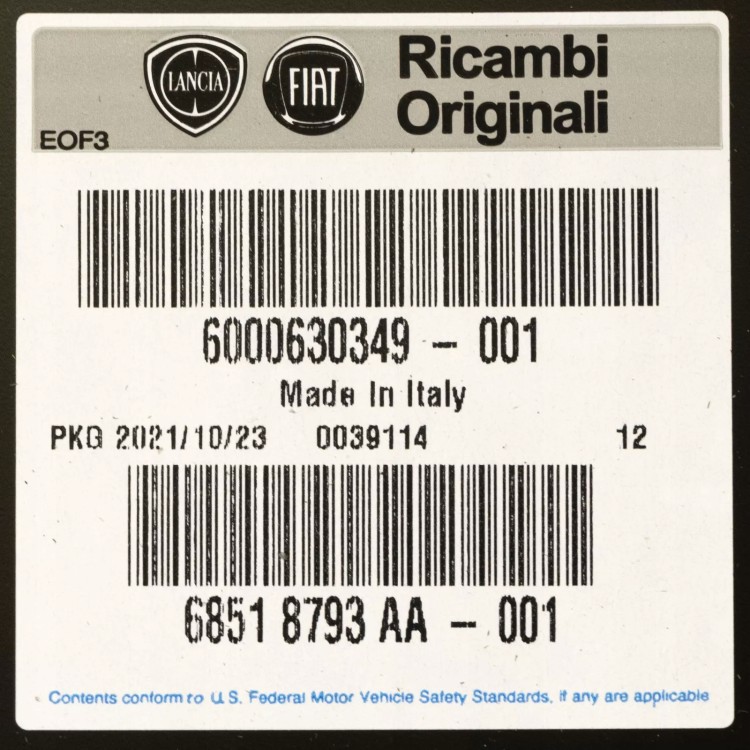 LANCIA FIAT Ricambi
Originali
EOF3
6000630349 - 001
Made In Italy
PKG 2021/10/23 0039114 12
6851 8793 AA - 001
Contents conform to U.S. Federal Motor Vehicle Safety Standards, if any are applicable